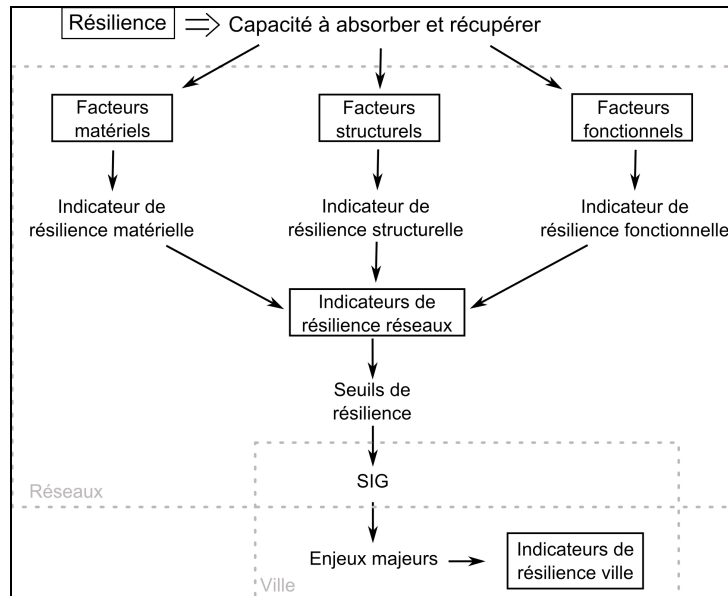 Résilience
Capacité à absorber et récupérer
Facteurs
matériels
Facteurs
structurels
Facteurs
fonctionnels
Indicateur de
résilience matérielle
Indicateur de
résilience structurelle
Indicateur de
résilience fonctionnelle
Indicateurs de
résilience réseaux
Seuils de
résilience
SIG
Réseaux
Enjeux majeurs
Indicateurs de
résilience ville
Ville